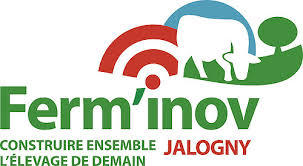 Ferm'inov
CONSTRUIRE ENSEMBLE JALOGNY
L'ÉLEVAGE DE DEMAIN